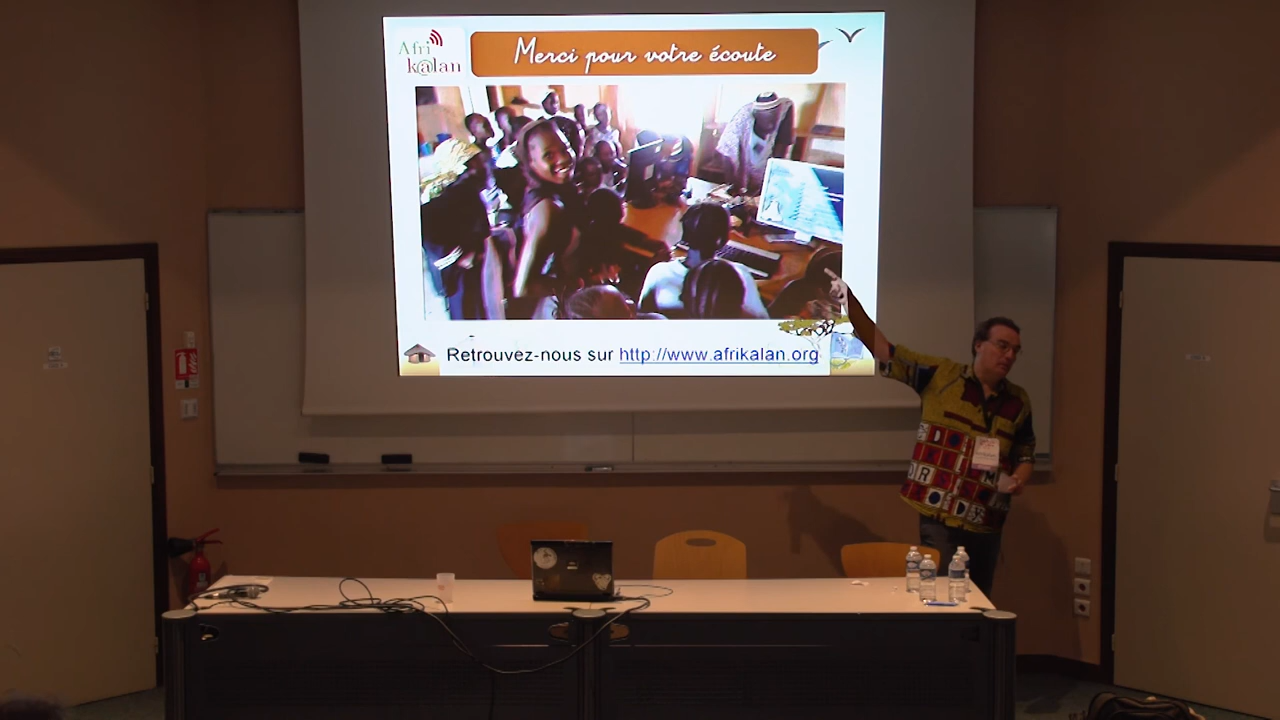 Afri
k@lan
Merci pour votre écoute
Retrouvez-nous sur http://www.afrikalan.org